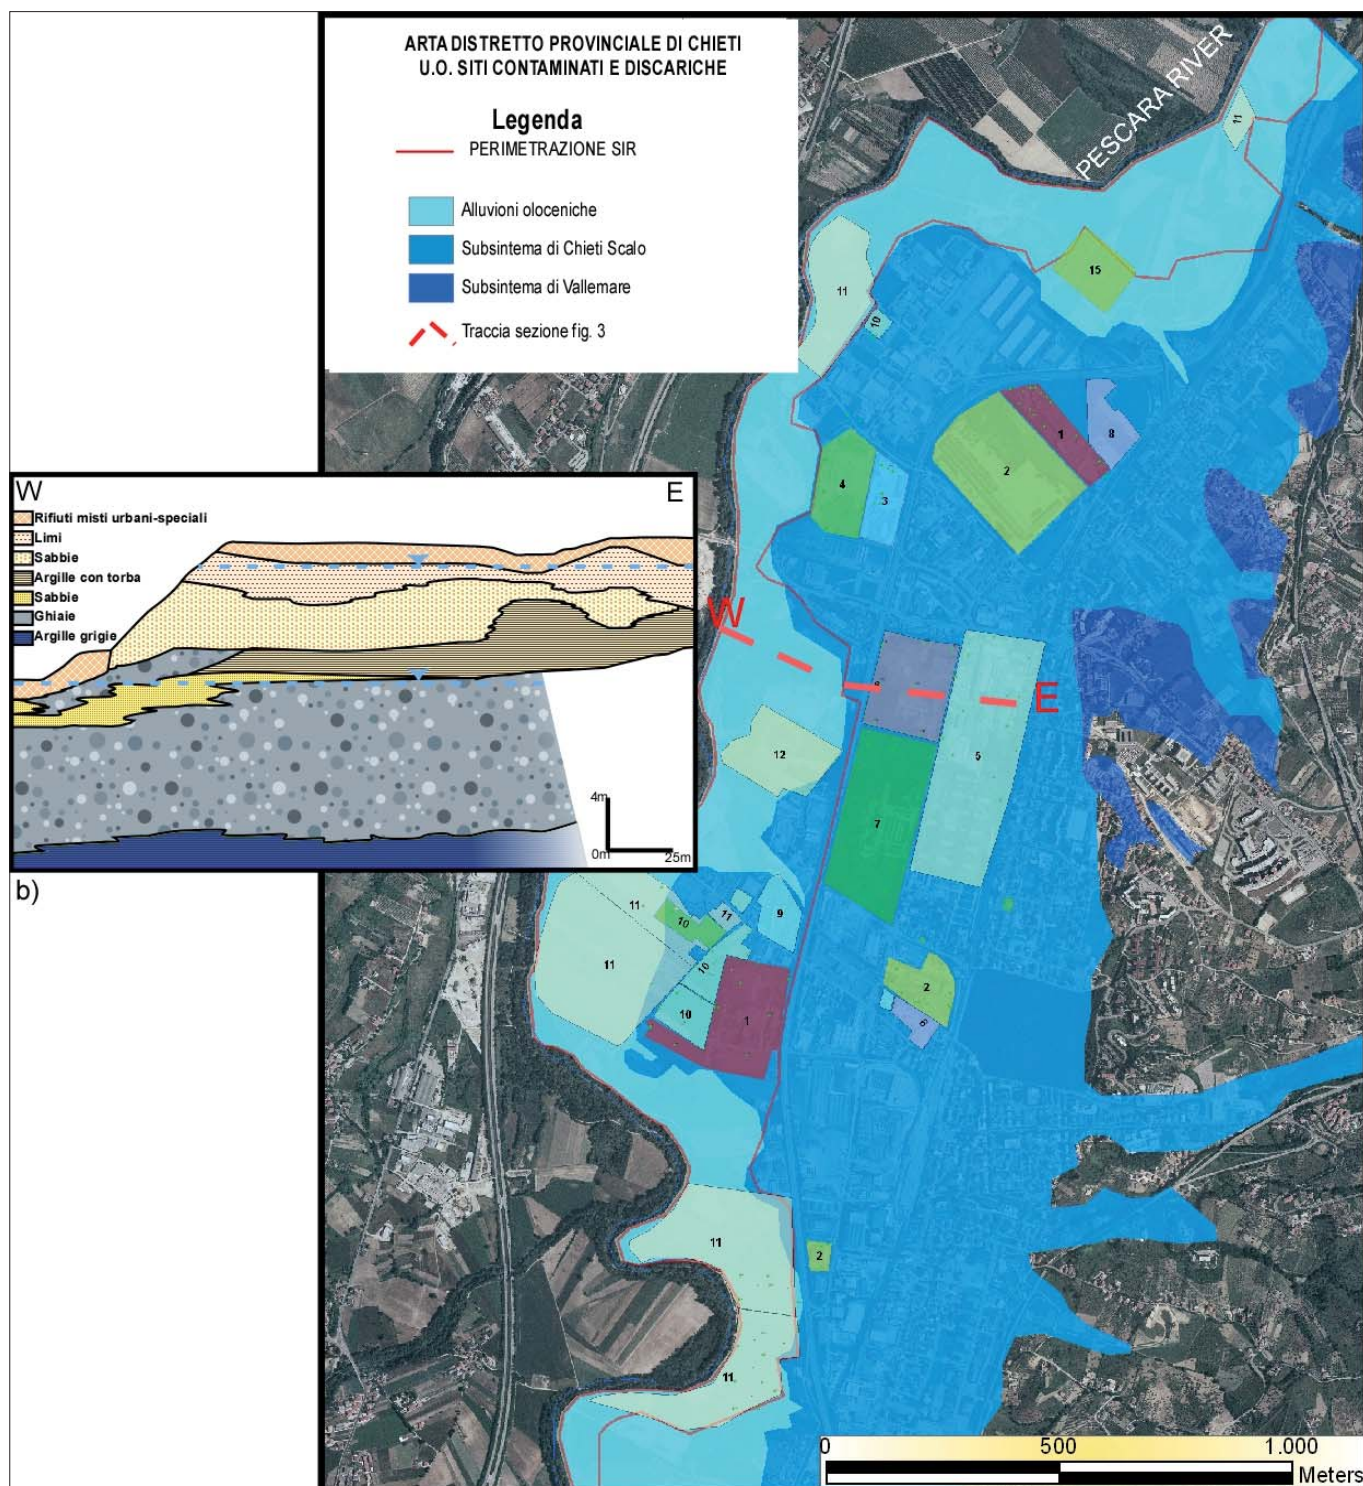 ARTA DISTRETTO PROVINCIALE DI CHIETI
U.O. SITI CONTAMINATI E DISCARICHE
Legenda
PERIMETRAZIONE SIR
Alluvioni oloceniche
Subsintema di Chieti Scalo
Subsintema di Vallemare
Traccia sezione fig. 3
PESCARA RIVER
11
15
11
10
1
8
2
4
3
W
E
Rifiuti misti urbani-speciali
Limi
Sabbie
Argille con torba
Sabbie
Ghiaie
Argille grigie
4m
0m
25m
b)
W
E
12
5
7
11
10
11
9
11
10
10
1
2
6
11
2
11
0
500
1.000
Meters